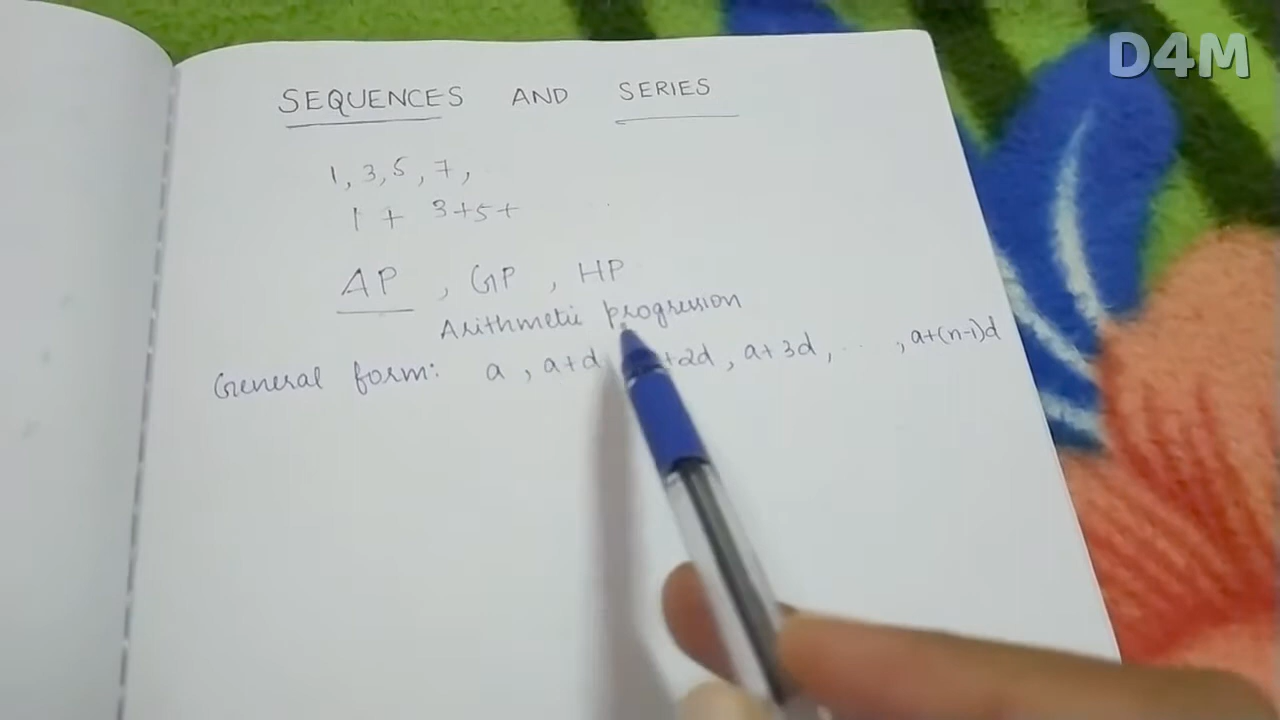 D4M
SEQUENCES AND SERIES
1, 3, 5, 7,
1 + 3+5+
AP, GP, HP
Arithmetic progression
General form: a, a+d +2d, a+3d, ..., a+(n-1)d